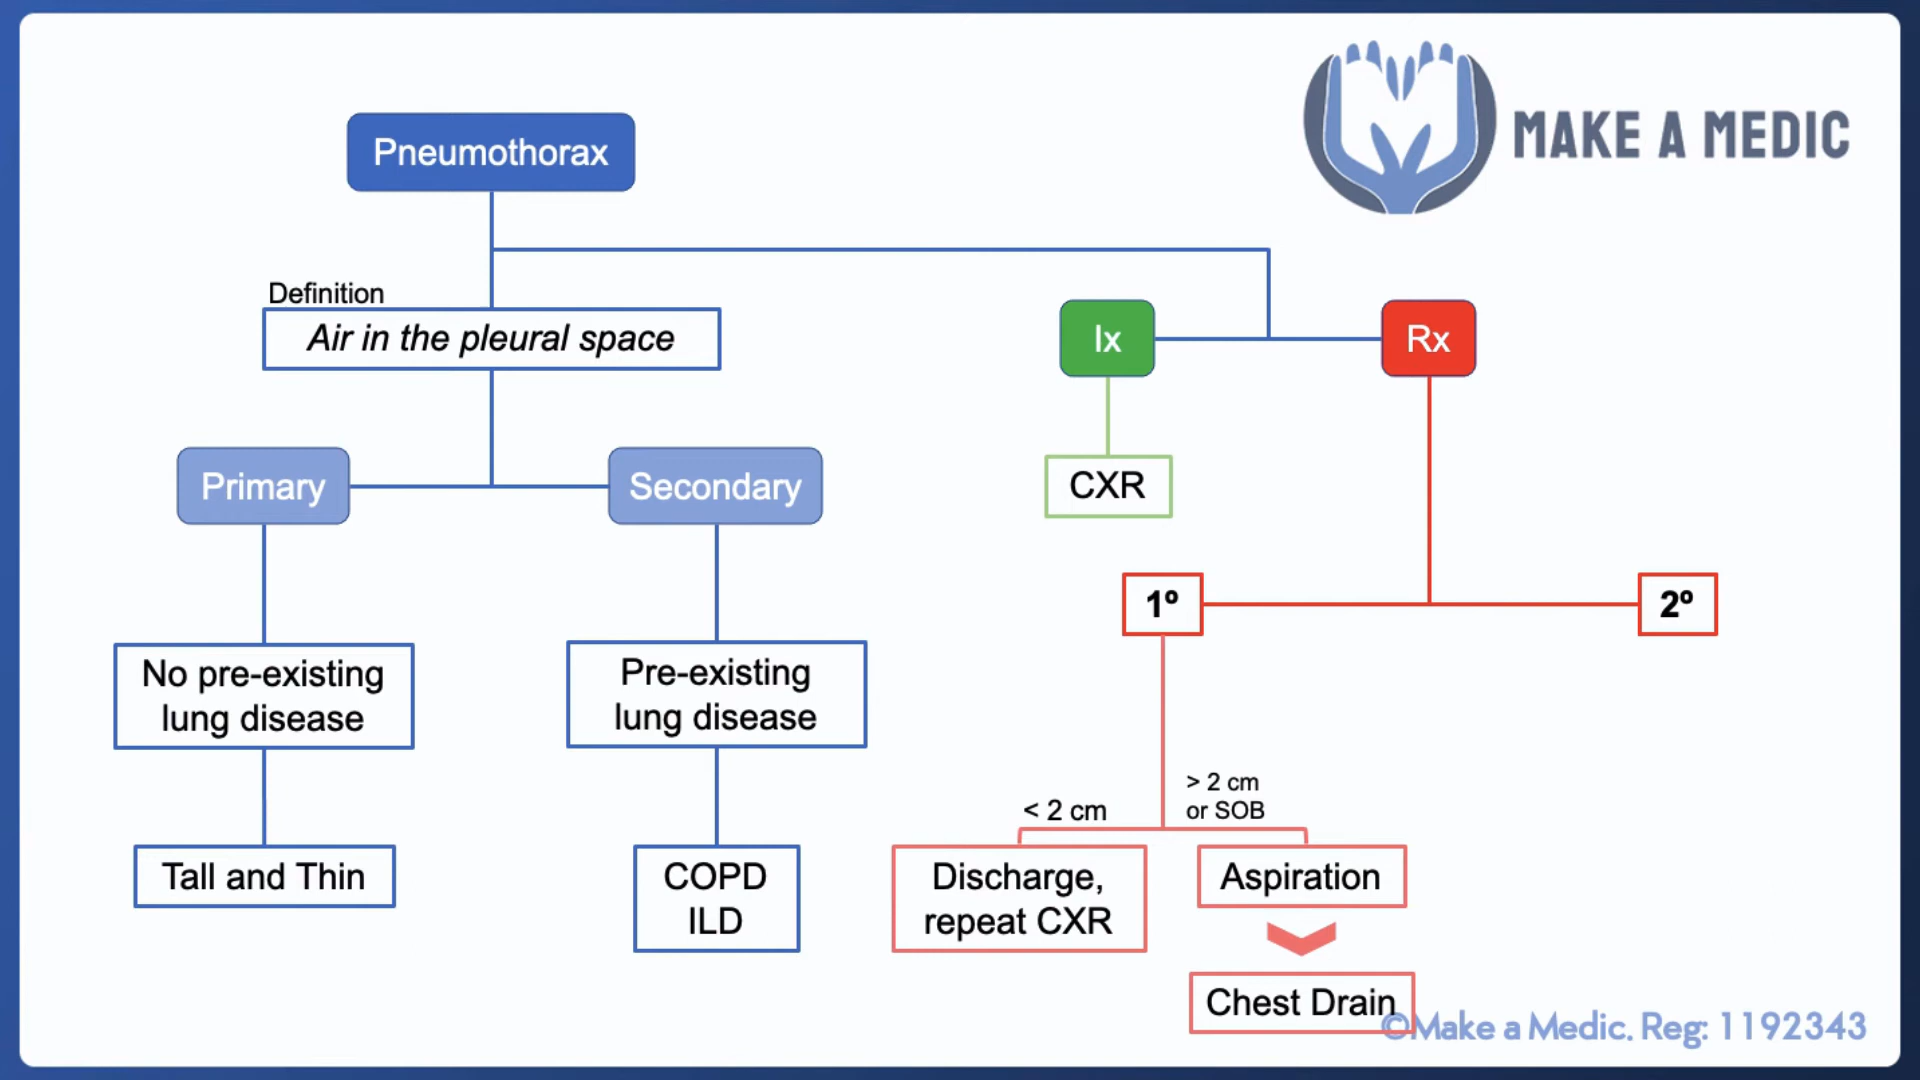 MAKE A MEDIC
Pneumothorax
Definition
Air in the pleural space
Ix
Rx
Primary
Secondary
CXR
1º
2º
No pre-existing
lung disease
Pre-existing
lung disease
< 2 cm
> 2 cm
or SOB
Tall and Thin
COPD
ILD
Discharge,
repeat CXR
Aspiration
Chest Drain
©Make a Medic. Reg: 1192343